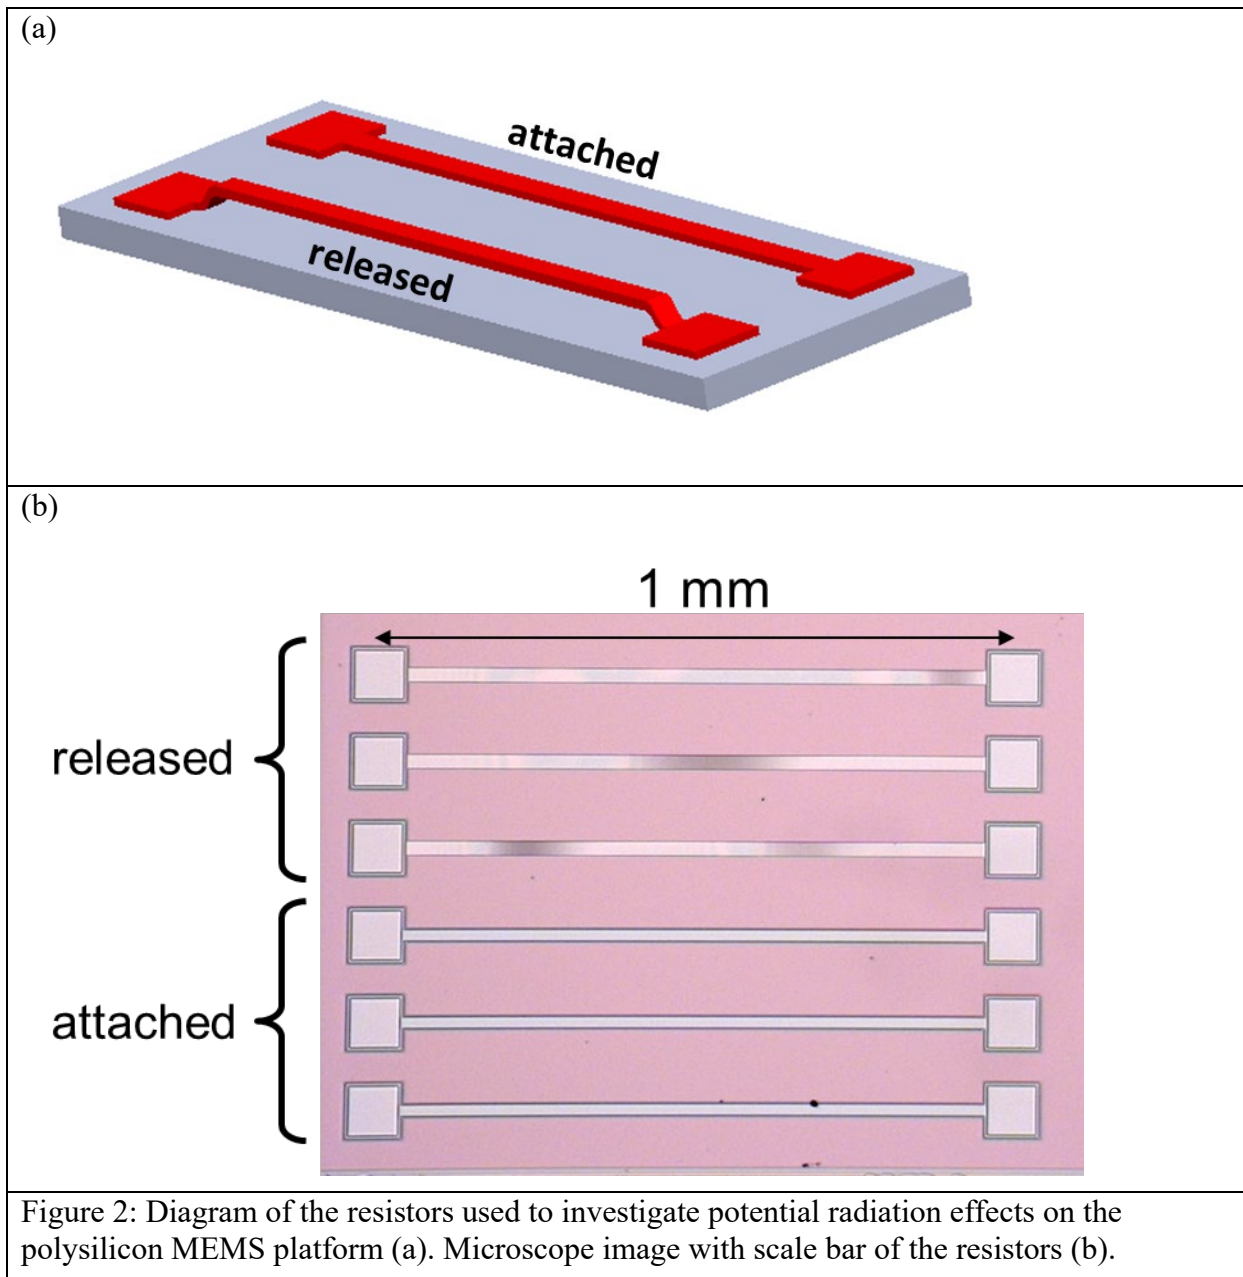 (a)
attached
released
(b)
1 mm
released
attached
Figure 2: Diagram of the resistors used to investigate potential radiation effects on the
polysilicon MEMS platform (a). Microscope image with scale bar of the resistors (b).